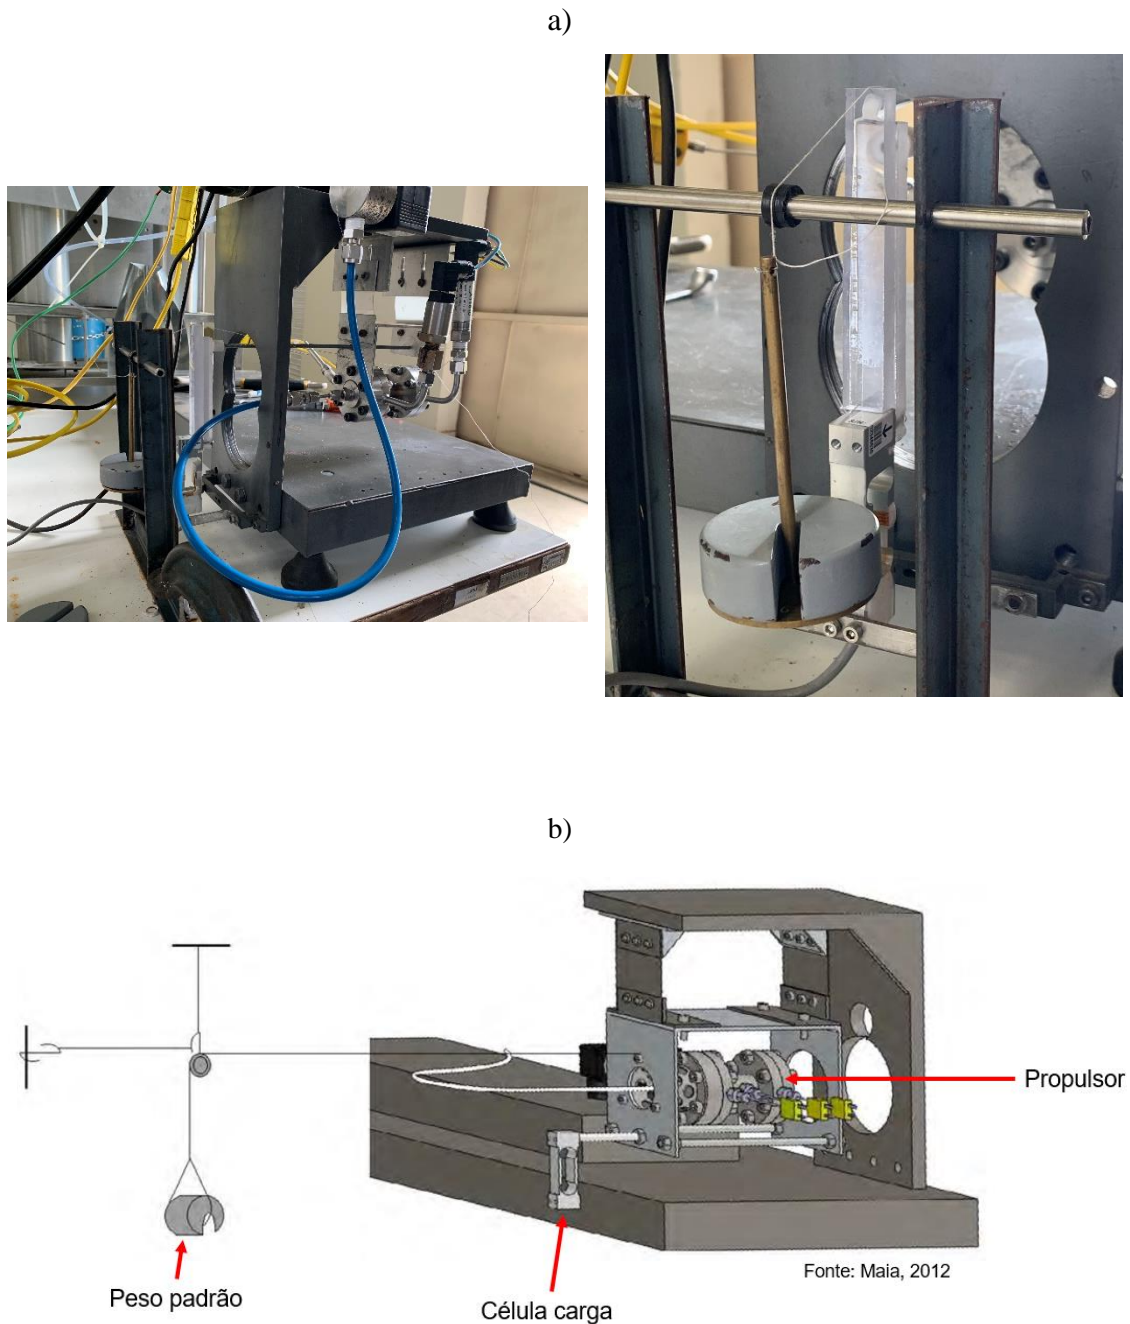 a)
b)
Propulsor
Fonte: Maia, 2012
Peso padrão
Célula carga